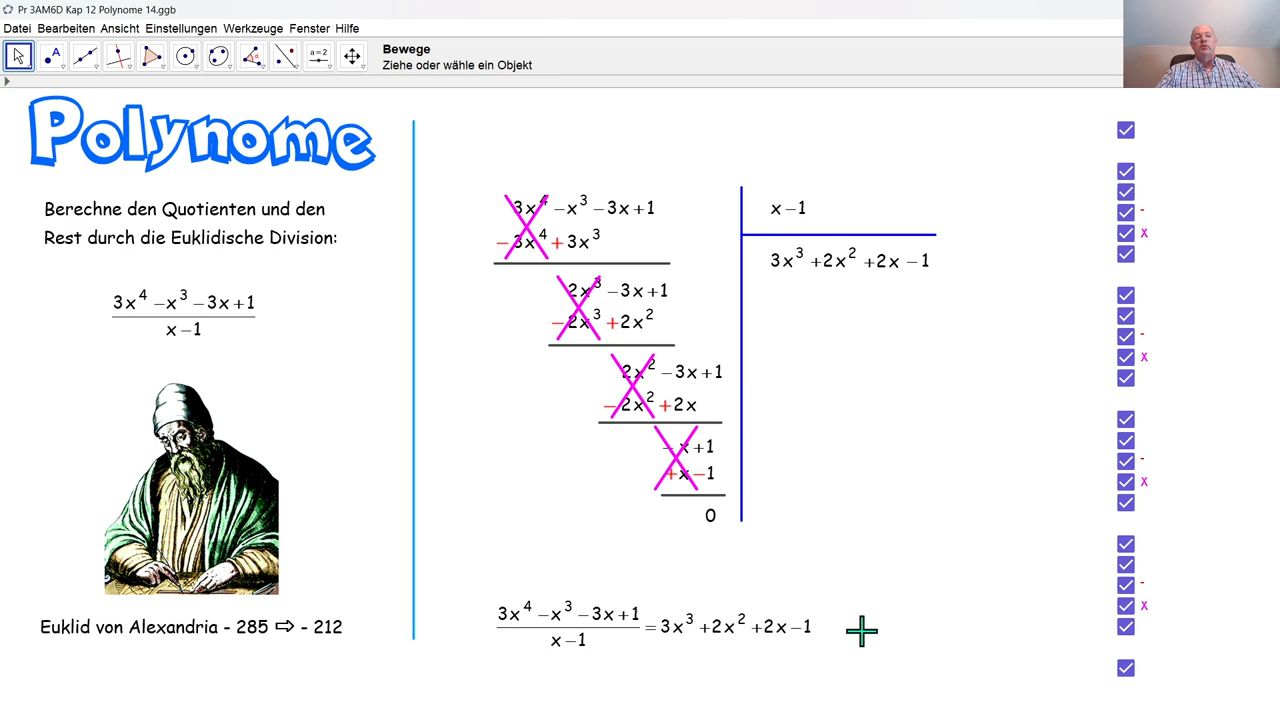 Pr 3AM6D Kap 12 Polynome 14.ggb
Datei Bearbeiten Ansicht Einstellungen Werkzeuge Fenster Hilfe
A a=2 Bewege
Ziehe oder wähle ein Objekt
Polynome
Berechne den Quotienten und den
Rest durch die Euklidische Division:
3x⁴ −x³ −3x+1
x−1
Euklid von Alexandria - 285 ⇨ - 212
3x⁴ −x³ −3x+1 x−1
−3x⁴ +3x³ 3x³ +2x² +2x −1
2x³ −3x+1
−2x³ +2x²
2x² −3x+1
−2x² +2x
−x+1
+x−1
0
3x⁴ −x³ −3x+1
= 3x³ +2x² +2x −1
x−1
-
x
-
x
-
x
-
x